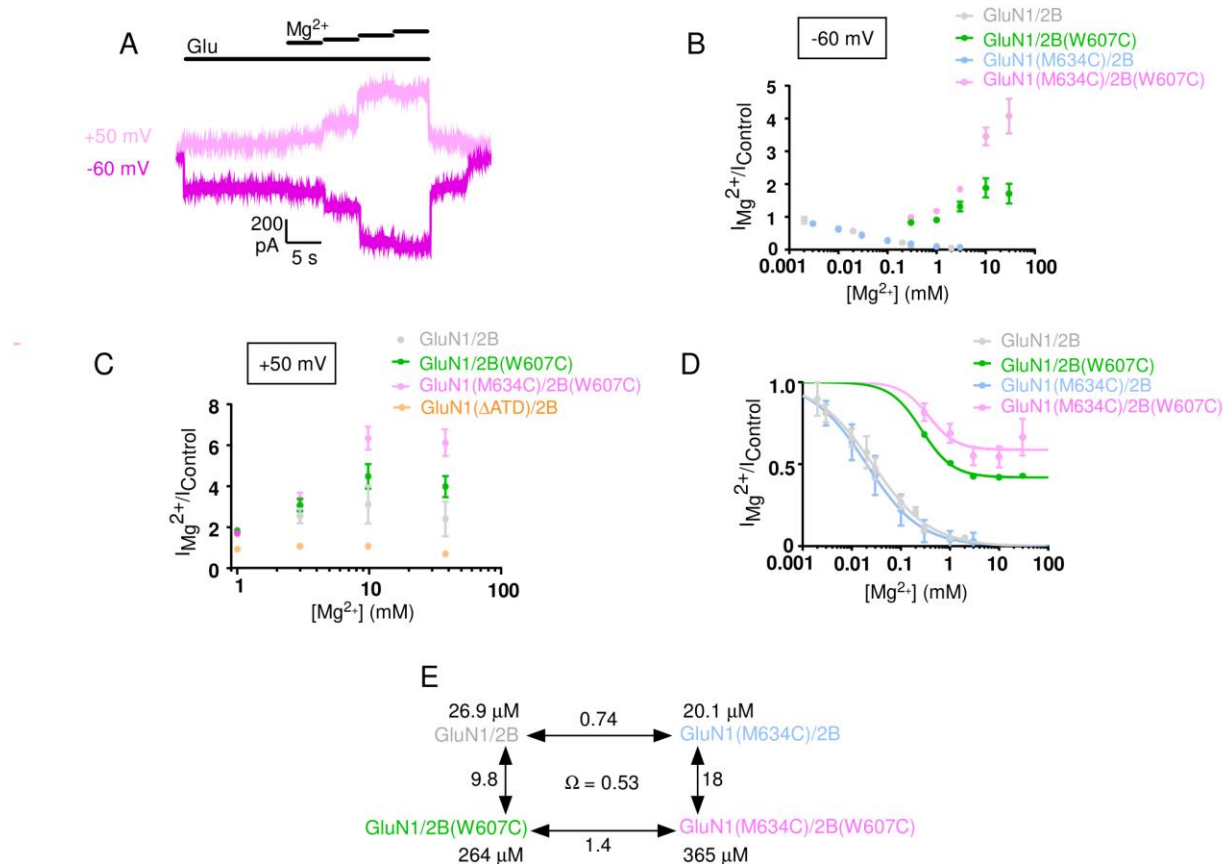 A
Mg2+
Glu
+50 mV
-60 mV
200
pA
5 s
B
-60 mV
GluN1/2B
GluN1/2B(W607C)
GluN1(M634C)/2B
GluN1(M634C)/2B(W607C)
IMg2+/IControl
5
4
3
2
1
0
0.001
0.01
0.1
1
10
100
[Mg2+] (mM)
C
+50 mV
GluN1/2B
GluN1/2B(W607C)
GluN1(M634C)/2B(W607C)
GluN1(ΔATD)/2B
IMg2+/IControl
8
6
4
2
0
1
10
100
[Mg2+] (mM)
D
GluN1/2B
GluN1/2B(W607C)
GluN1(M634C)/2B
GluN1(M634C)/2B(W607C)
IMg2+/IControl
1.0
0.5
0
0.001
0.01
0.1
1
10
100
[Mg2+] (mM)
E
26.9 μM
0.74
20.1 μM
GluN1/2B
GluN1(M634C)/2B
9.8
Ω = 0.53
18
GluN1/2B(W607C)
GluN1(M634C)/2B(W607C)
264 μM
1.4
365 μM